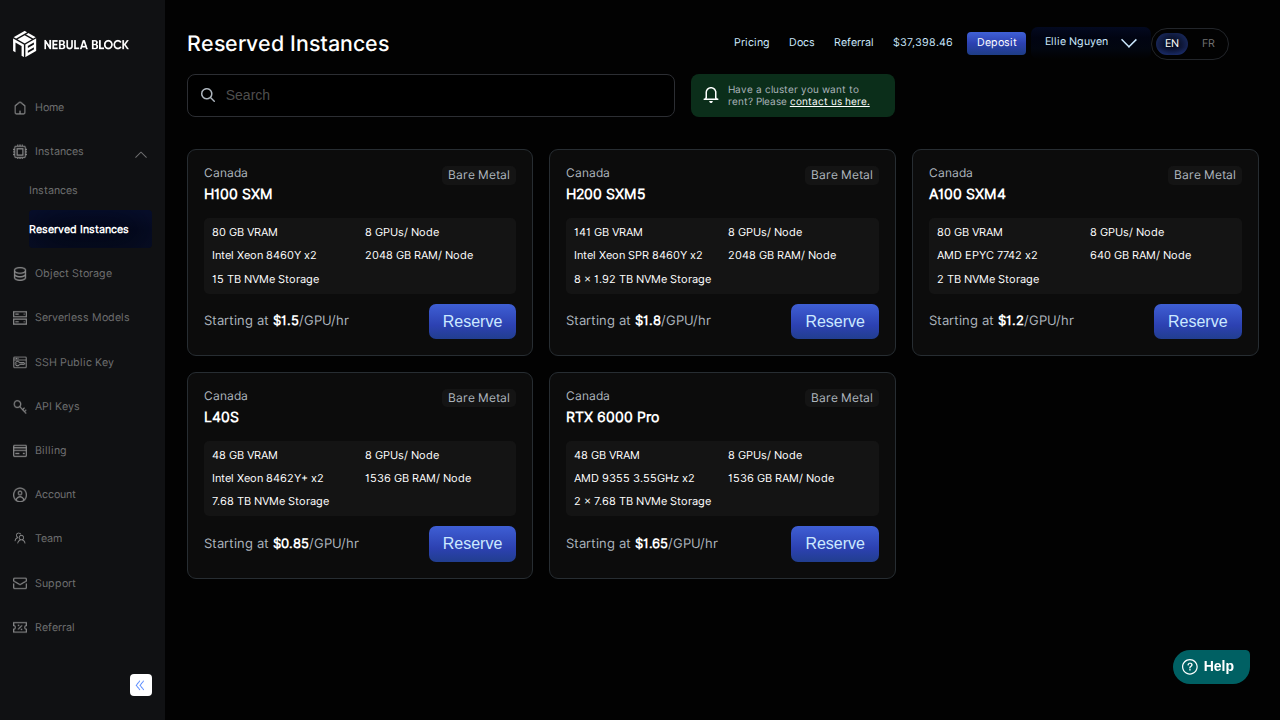 NEBULA BLOCK
Home
Instances
Instances
Reserved Instances
Object Storage
Serverless Models
SSH Public Key
API Keys
Billing
Account
Team
Support
Referral
Reserved Instances
Pricing
Docs
Referral
$37,398.46
Deposit
Ellie Nguyen
EN
FR
Search
Have a cluster you want to
rent? Please contact us here.
Canada
Bare Metal
H100 SXM
80 GB VRAM
8 GPUs/ Node
Intel Xeon 8460Y x2
2048 GB RAM/ Node
15 TB NVMe Storage
Starting at $1.5/GPU/hr
Reserve
Canada
Bare Metal
H200 SXM5
141 GB VRAM
8 GPUs/ Node
Intel Xeon SPR 8460Y x2
2048 GB RAM/ Node
8 × 1.92 TB NVMe Storage
Starting at $1.8/GPU/hr
Reserve
Canada
Bare Metal
A100 SXM4
80 GB VRAM
8 GPUs/ Node
AMD EPYC 7742 x2
640 GB RAM/ Node
2 TB NVMe Storage
Starting at $1.2/GPU/hr
Reserve
Canada
Bare Metal
L40S
48 GB VRAM
8 GPUs/ Node
Intel Xeon 8462Y+ x2
1536 GB RAM/ Node
7.68 TB NVMe Storage
Starting at $0.85/GPU/hr
Reserve
Canada
Bare Metal
RTX 6000 Pro
48 GB VRAM
8 GPUs/ Node
AMD 9355 3.55GHz x2
1536 GB RAM/ Node
2 × 7.68 TB NVMe Storage
Starting at $1.65/GPU/hr
Reserve
Help